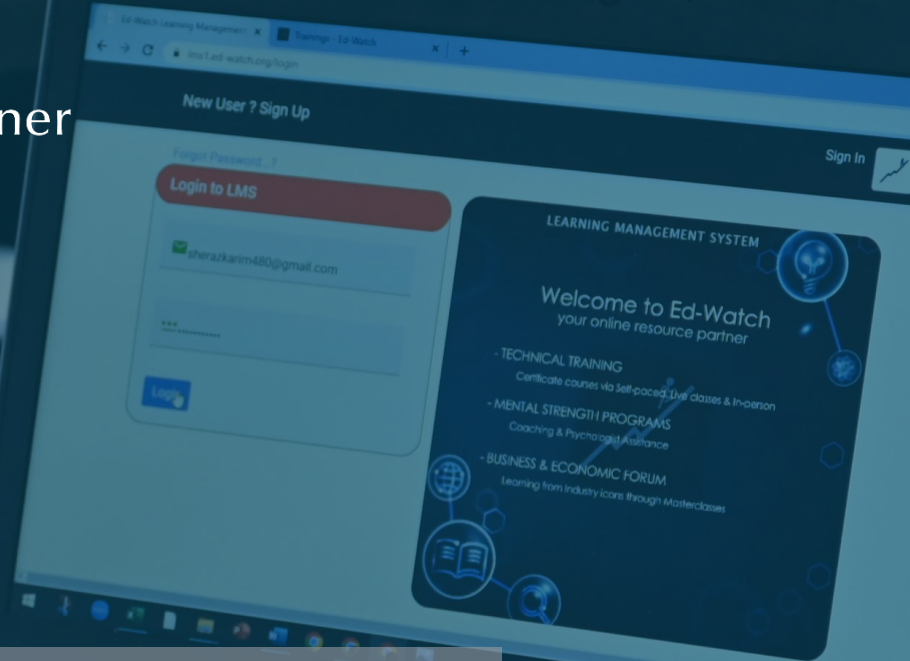 Ed-Watch Learning Management
Trainings - Ed-Watch
lms1.ed-watch.org/login
ner
New User ? Sign Up
Sign In
Forgot Password...?
Login to LMS
sherazkarim480@gmail.com
Login
LEARNING MANAGEMENT SYSTEM
Welcome to Ed-Watch
your online resource partner
- TECHNICAL TRAINING
Certificate courses via Self-paced, Live classes & In-person
- MENTAL STRENGTH PROGRAMS
Coaching & Psychologist Assistance
- BUSINESS & ECONOMIC FORUM
Learning from Industry icons through Masterclasses